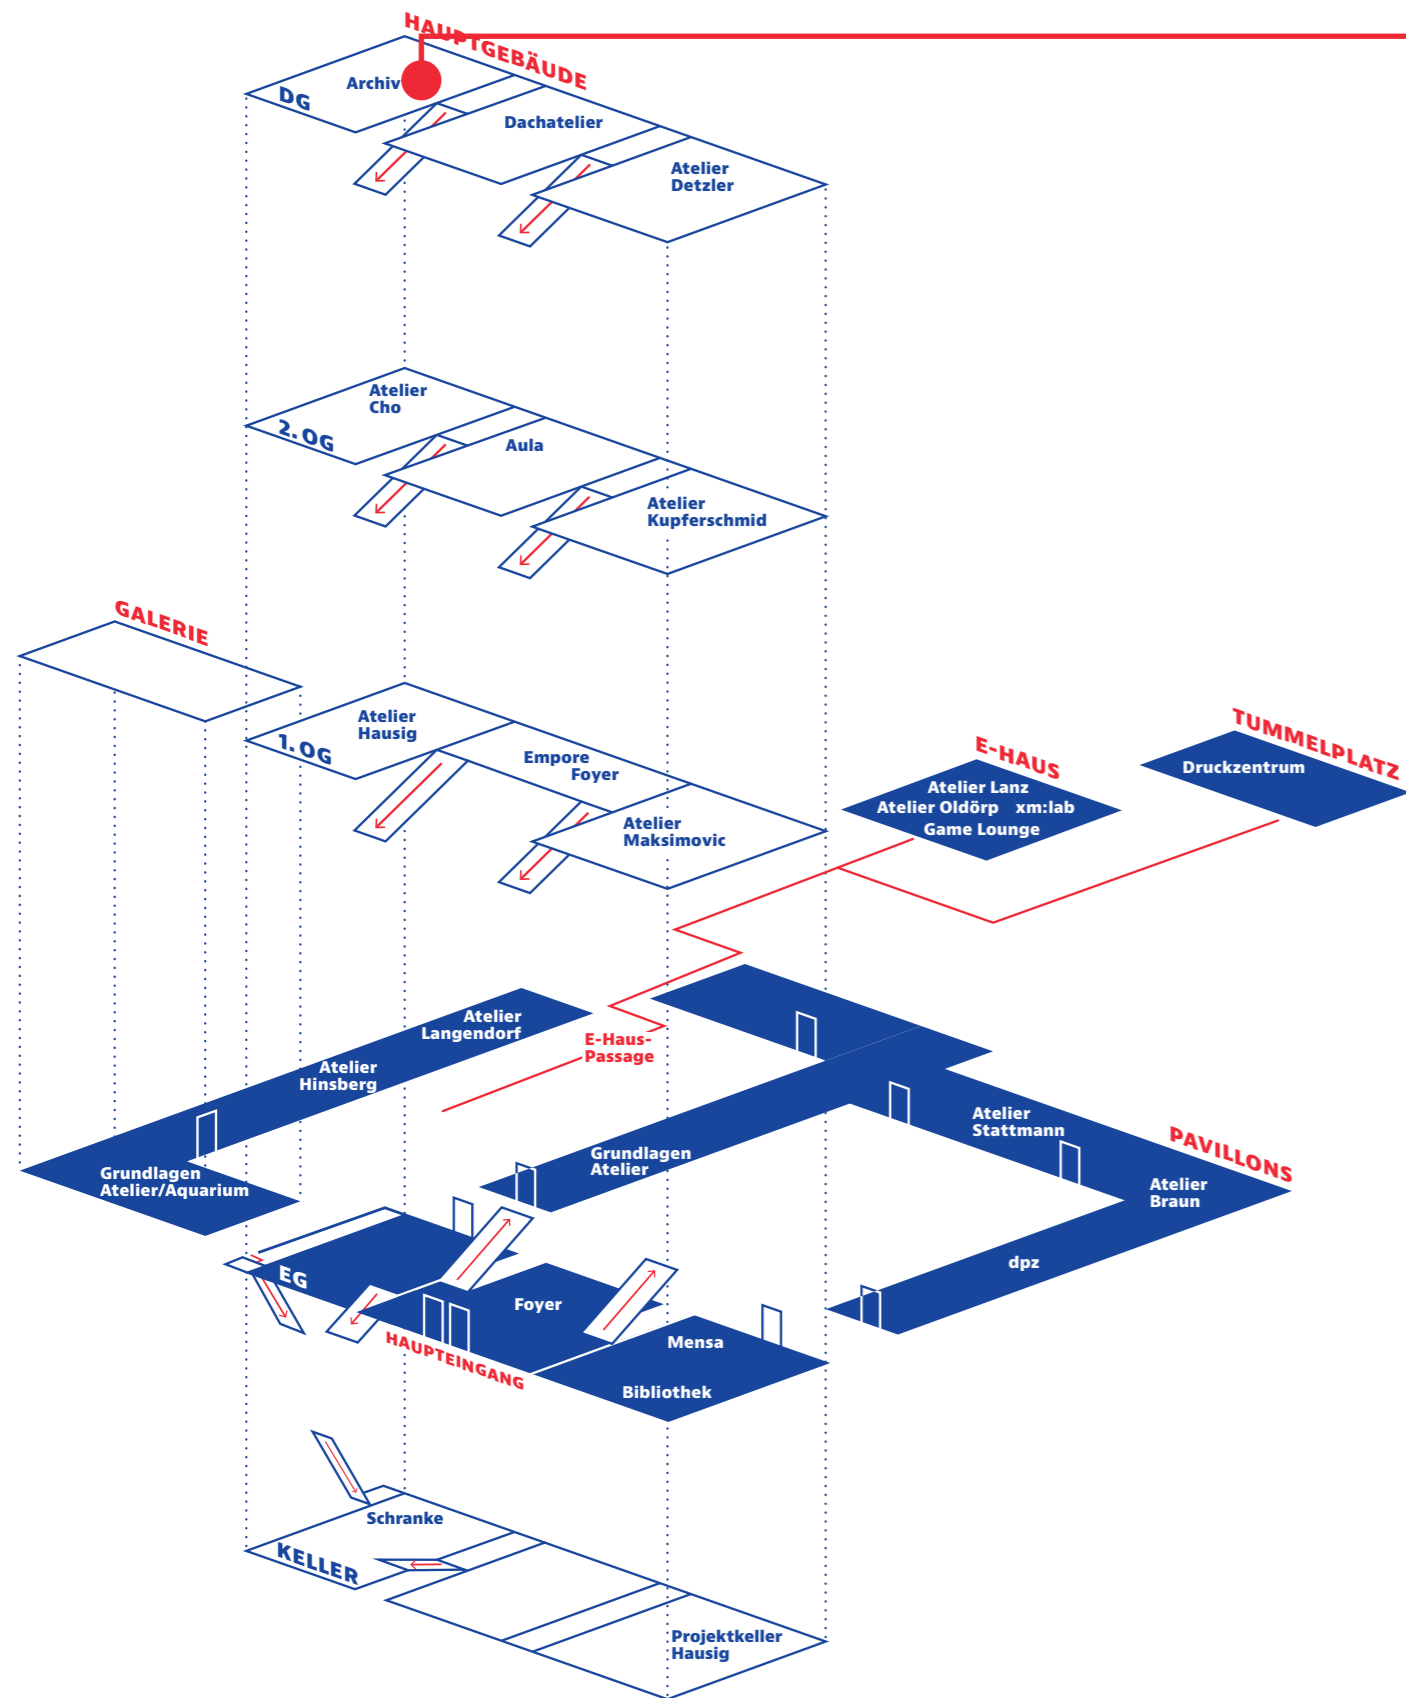 HAUPTGEBÄUDE
Archiv
DG
Dachatelier
Atelier
Detzler
Atelier
Cho
2. OG
Aula
Atelier
Kupferschmid
GALERIE
Atelier
Hausig
1. OG
Empore
Foyer
Atelier
Maksimovic
E-HAUS
Atelier Lanz
Atelier Oldörp xm:lab
Game Lounge
TUMMELPLATZ
Druckzentrum
Atelier
Langendorf
Atelier
Hinsberg
E-Haus-
Passage
Grundlagen
Atelier/Aquarium
Grundlagen
Atelier
Atelier
Stattmann
PAVILLONS
Atelier
Braun
dpz
EG
Foyer
Mensa
Bibliothek
HAUPTEINGANG
Schranke
KELLER
Projektkeller
Hausig